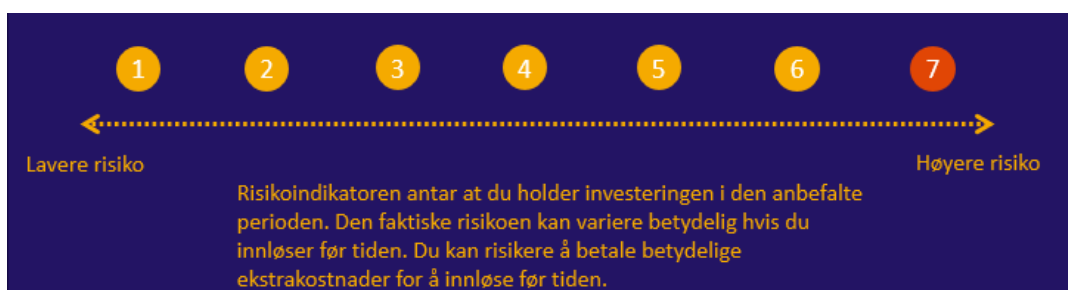 1 2 3 4 5 6 7
Lavere risiko Høyere risiko
Risikoindikatoren antar at du holder investeringen i den anbefalte
perioden. Den faktiske risikoen kan variere betydelig hvis du
innløser før tiden. Du kan risikere å betale betydelige
ekstrakostnader for å innløse før tiden.